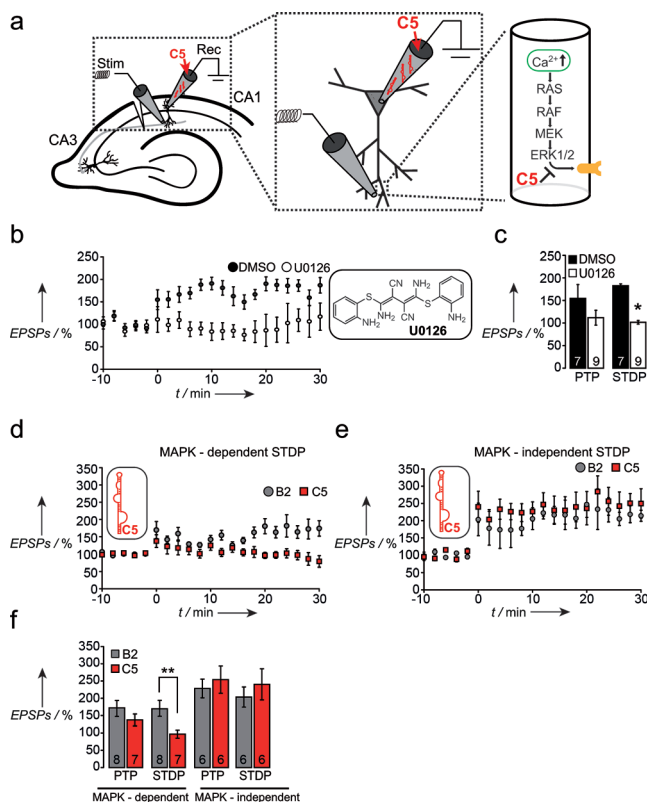 a
C5
Rec
Stim
CA1
CA3
C5
Ca2+
RAS
RAF
MEK
ERK1/2
C5
b
DMSO U0126
250
200
150
100
50
0
EPSPs / %
-10 0 10 20 30
t / min
S
CN
NH2
NH2
NH2
CN
S
NH2
U0126
c
DMSO
U0126
250
200
150
100
50
0
EPSPs / %
*
7 9 7 9
PTP STDP
d
MAPK - dependent STDP
B2 C5
C5
350
300
250
200
150
100
50
0
EPSPs / %
-10 0 10 20 30
t / min
e
MAPK - independent STDP
B2 C5
C5
350
300
250
200
150
100
50
0
EPSPs / %
-10 0 10 20 30
t / min
f
B2
C5
350
300
250
200
150
100
50
0
EPSPs / %
**
8 7 8 7 6 6 6 6
PTP STDP PTP STDP
MAPK - dependent MAPK - independent